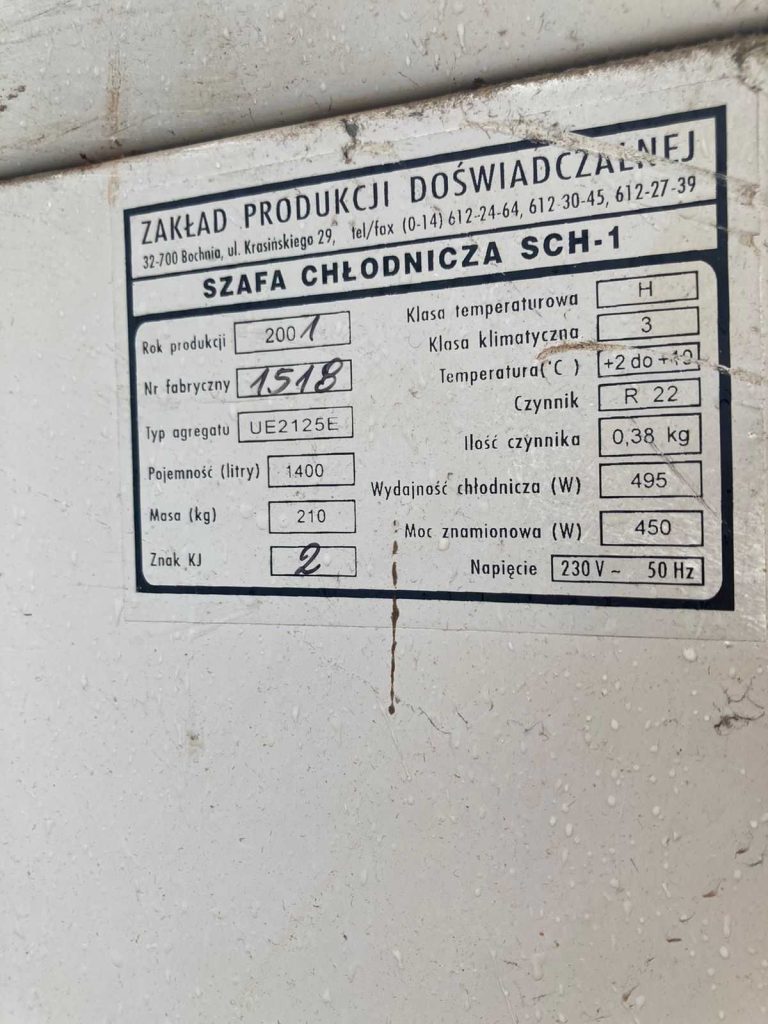 ZAKŁAD PRODUKCJI DOŚWIADCZALNEJ
32-700 Bochnia, ul. Krasińskiego 29, tel/fax (0-14) 612-24-64, 612-30-45, 612-27-39
SZAFA CHŁODNICZA SCH-1
Rok produkcji 2001
Nr fabryczny 1518
Typ agregatu UE2125E
Pojemność (litry) 1400
Masa (kg) 210
Znak KJ 2
Klasa temperaturowa H
Klasa klimatyczna 3
Temperatura(°C ) +2 do +10
Czynnik R 22
Ilość czynnika 0,38 kg
Wydajność chłodnicza (W) 495
Moc znamionowa (W) 450
Napięcie 230 V ~ 50 Hz